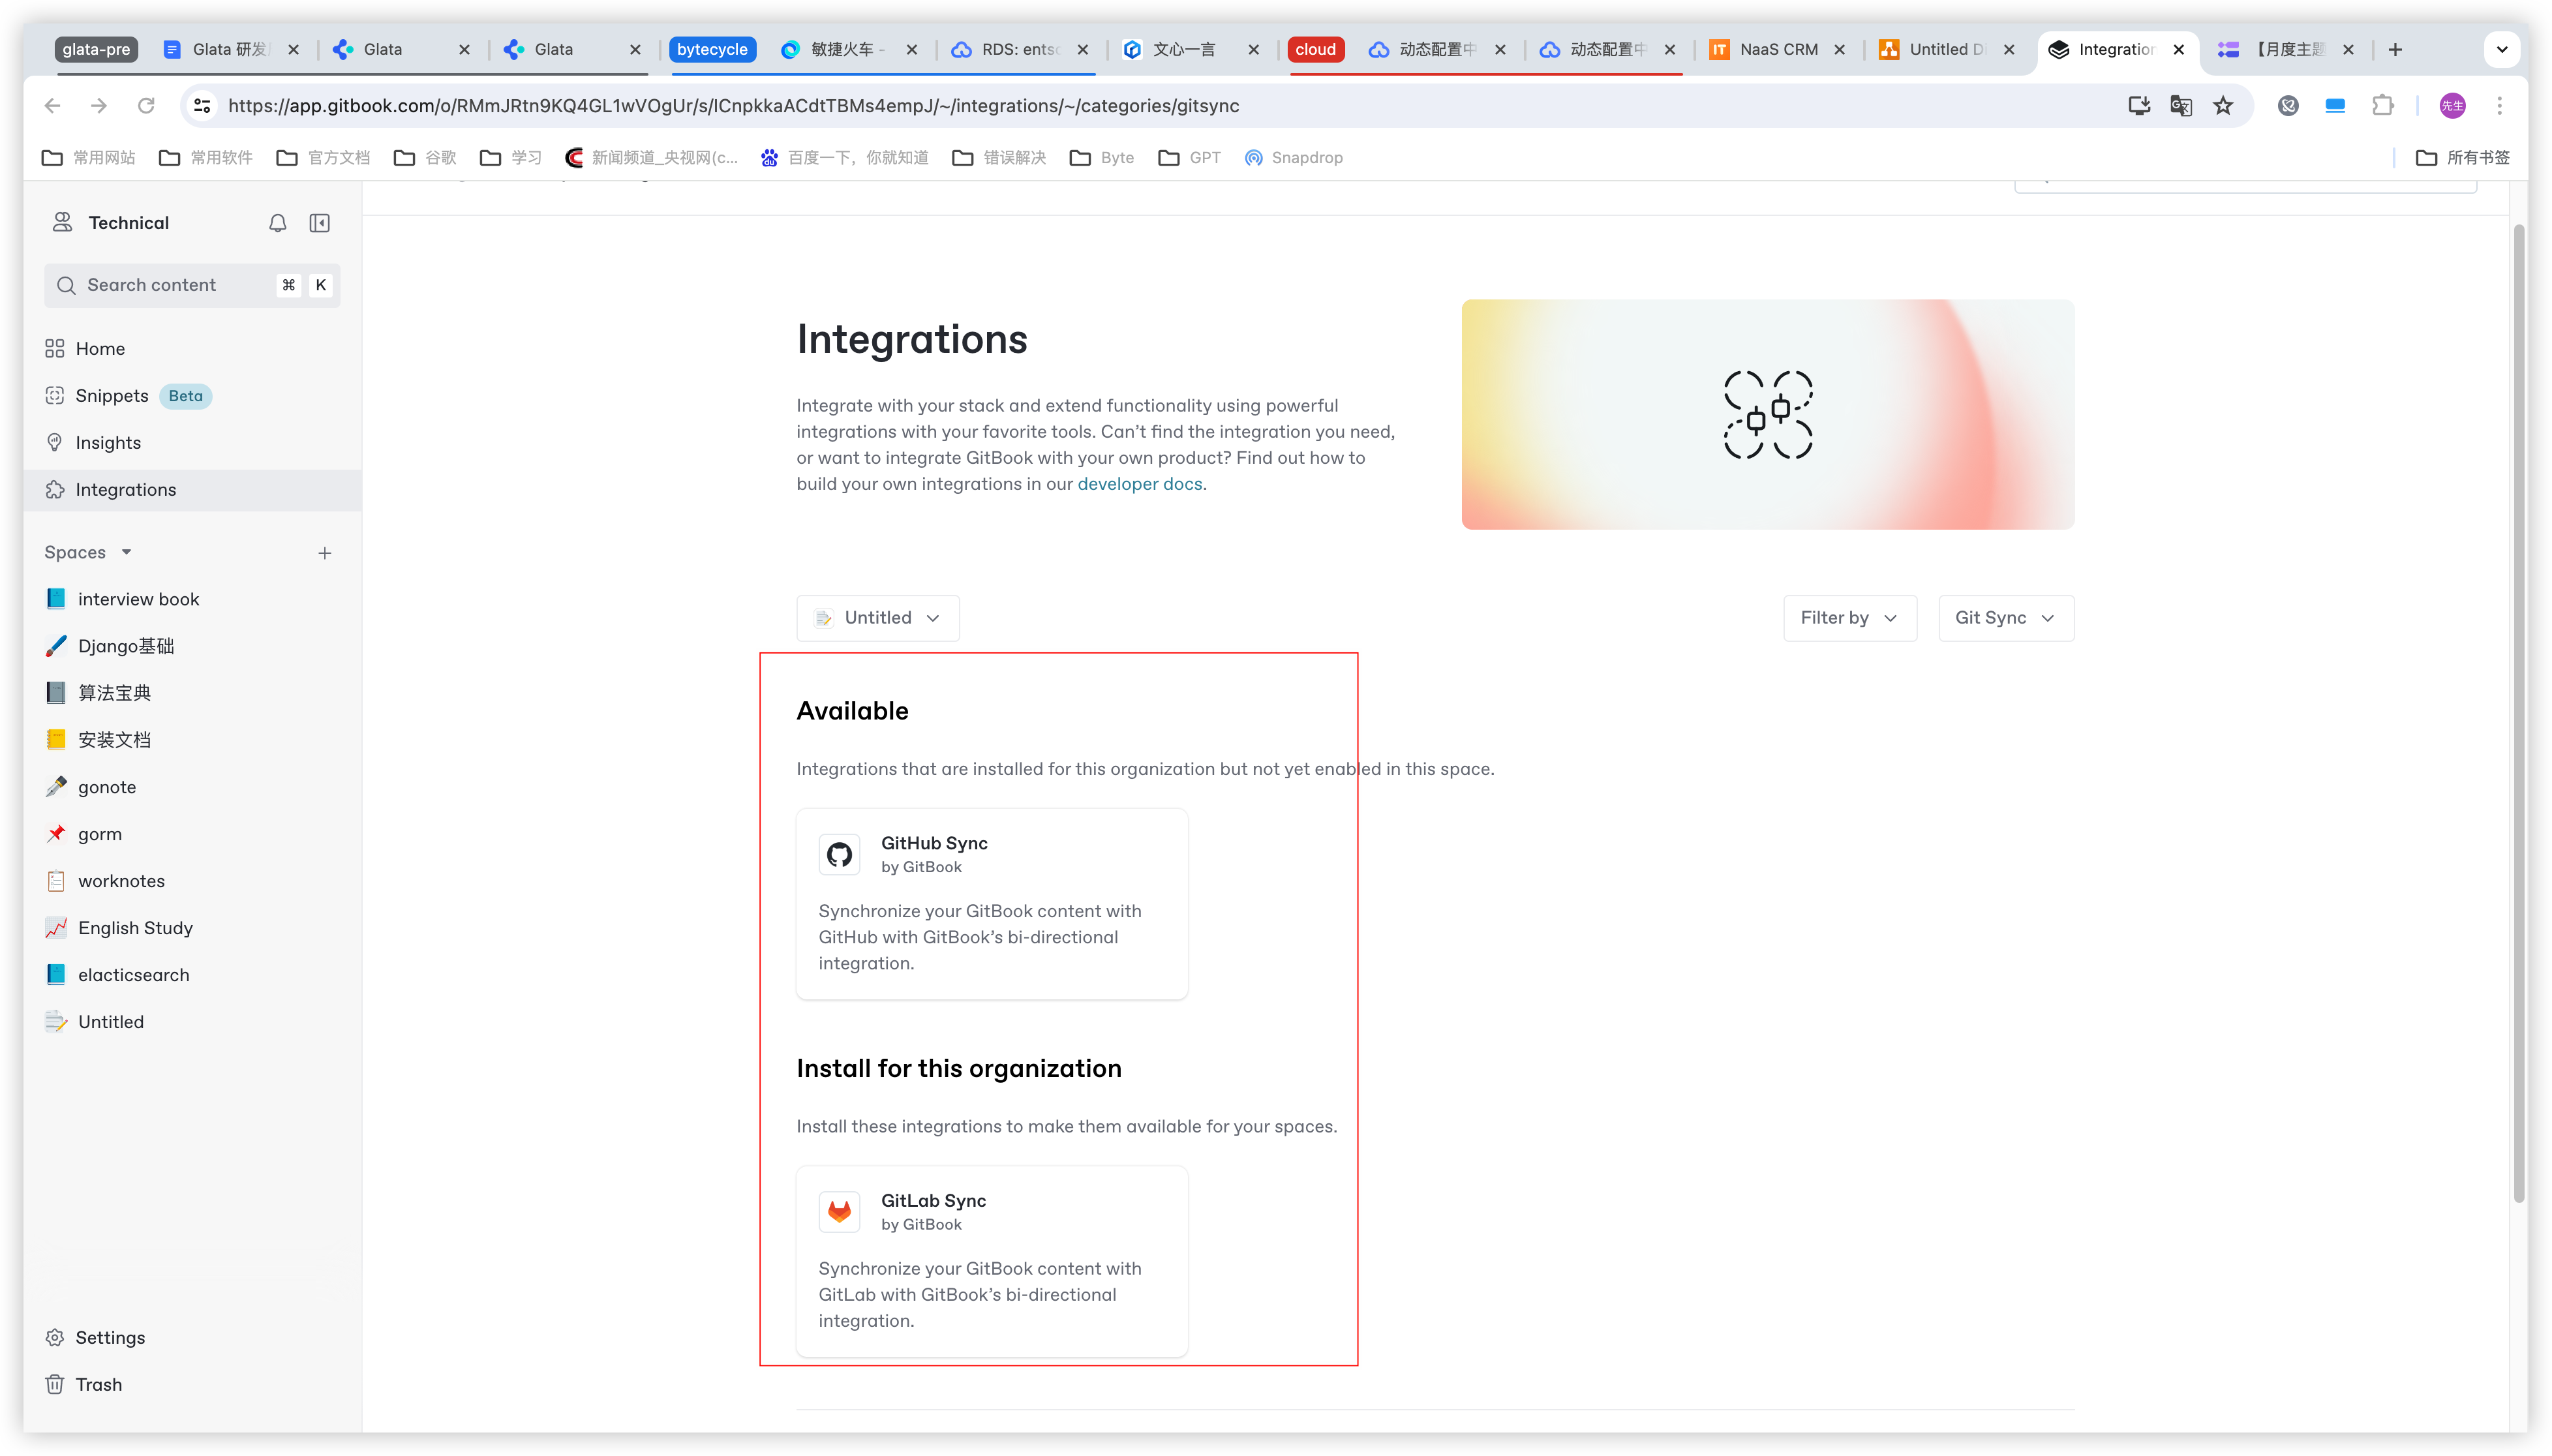 glata-pre
Glata 研发
Glata
Glata
bytecycle
敏捷火车 -
RDS: ents
文心一言
cloud
动态配置中
动态配置中
NaaS CRM
Untitled D
Integration
【月度主题
https://app.gitbook.com/o/RMmJRtn9KQ4GL1wVOgUr/s/ICnpkkaACdtTBMs4empJ/~/integrations/~/categories/gitsync
先生
常用网站
常用软件
官方文档
谷歌
学习
新闻频道_央视网(c...
百度一下，你就知道
错误解决
Byte
GPT
Snapdrop
所有书签
Technical
Search content
⌘ K
Home
Snippets Beta
Insights
Integrations
Spaces
interview book
Django基础
算法宝典
安装文档
gonote
gorm
worknotes
English Study
elacticsearch
Untitled
Settings
Trash
Integrations
Integrate with your stack and extend functionality using powerful
integrations with your favorite tools. Can’t find the integration you need,
or want to integrate GitBook with your own product? Find out how to
build your own integrations in our developer docs.
Untitled
Filter by
Git Sync
Available
Integrations that are installed for this organization but not yet enabled in this space.
GitHub Sync
by GitBook
Synchronize your GitBook content with
GitHub with GitBook’s bi-directional
integration.
Install for this organization
Install these integrations to make them available for your spaces.
GitLab Sync
by GitBook
Synchronize your GitBook content with
GitLab with GitBook’s bi-directional
integration.